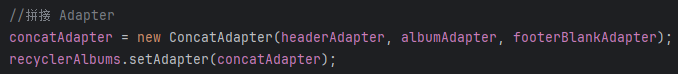 //拼接 Adapter
concatAdapter = new ConcatAdapter(headerAdapter, albumAdapter, footerBlankAdapter);
recyclerAlbums.setAdapter(concatAdapter);